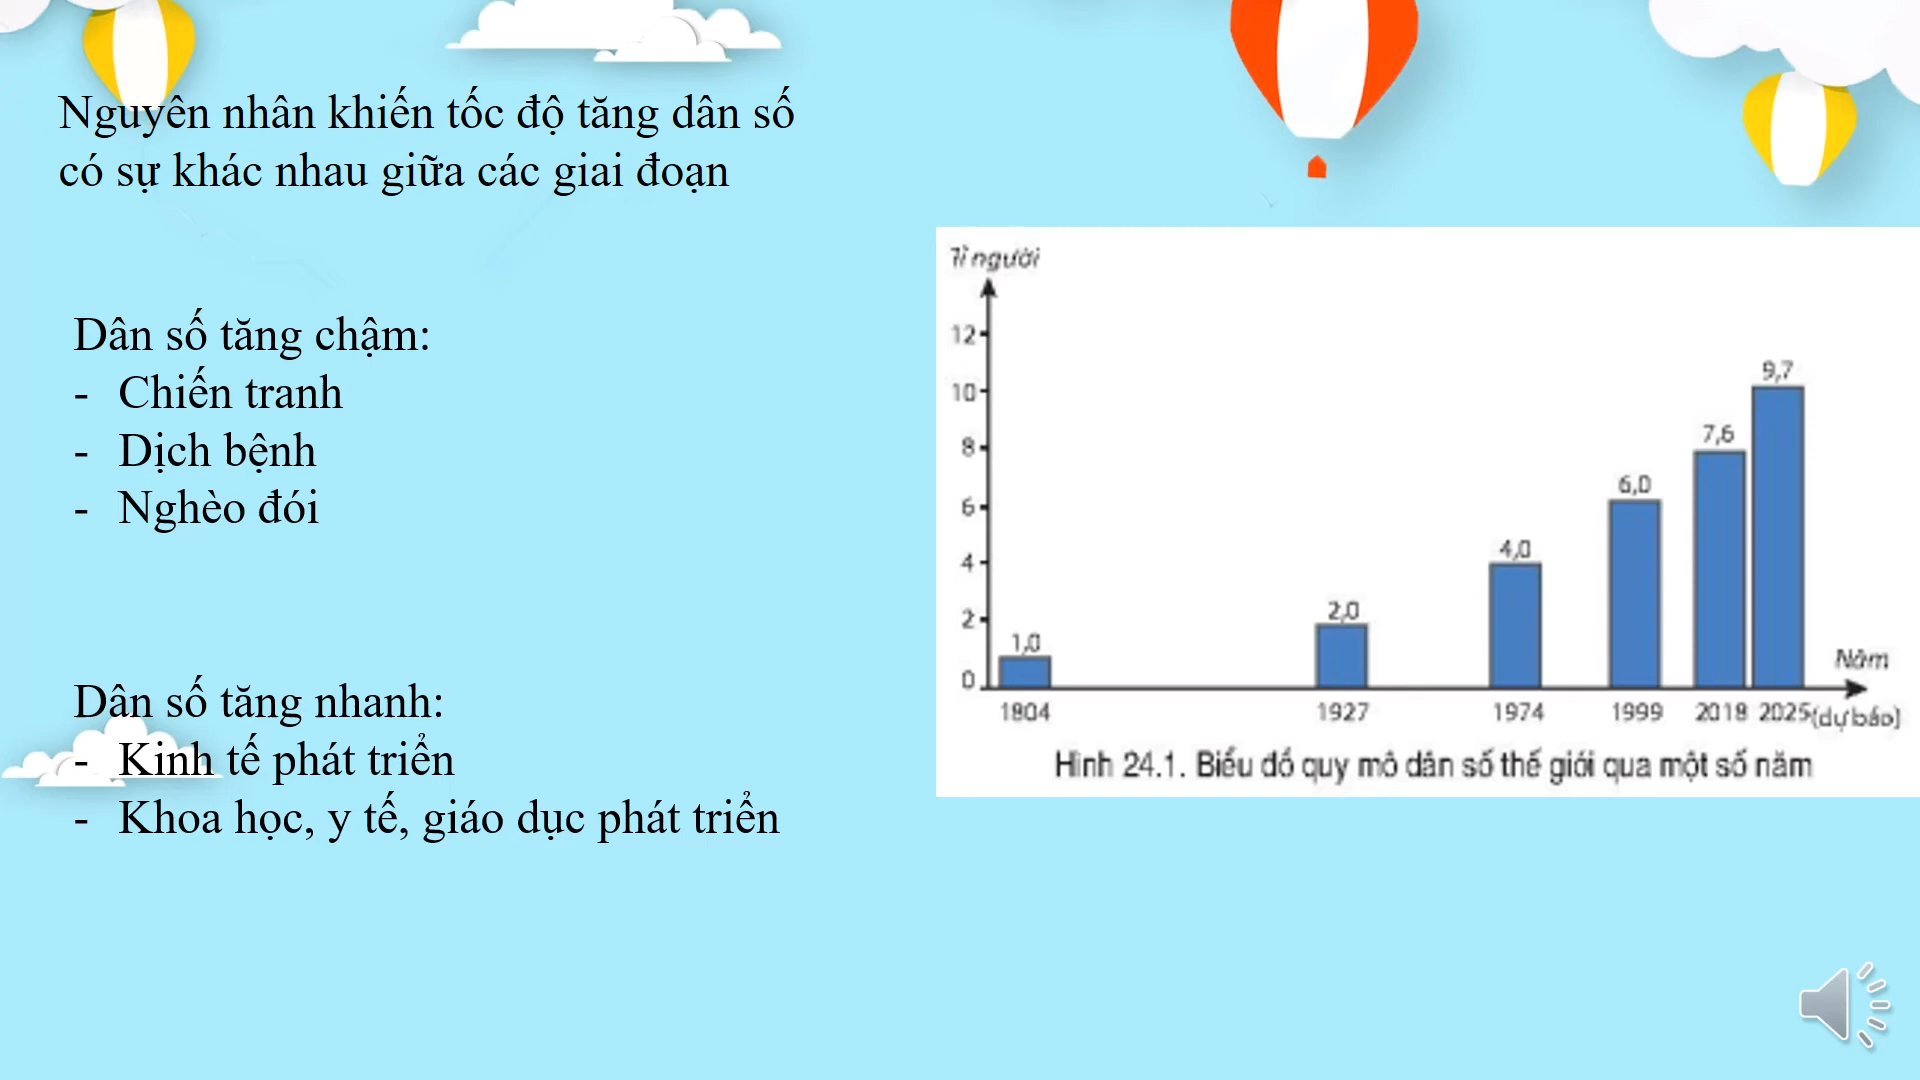 Nguyên nhân khiến tốc độ tăng dân số
có sự khác nhau giữa các giai đoạn
Dân số tăng chậm:
- Chiến tranh
- Dịch bệnh
- Nghèo đói
Dân số tăng nhanh:
- Kinh tế phát triển
- Khoa học, y tế, giáo dục phát triển
Tỉ người
12
10
8
6
4
2
0
1,0
2,0
4,0
6,0
7,6
9,7
Năm
1804 1927 1974 1999 2018 2025 (dự báo)
Hình 24.1. Biểu đồ quy mô dân số thế giới qua một số năm